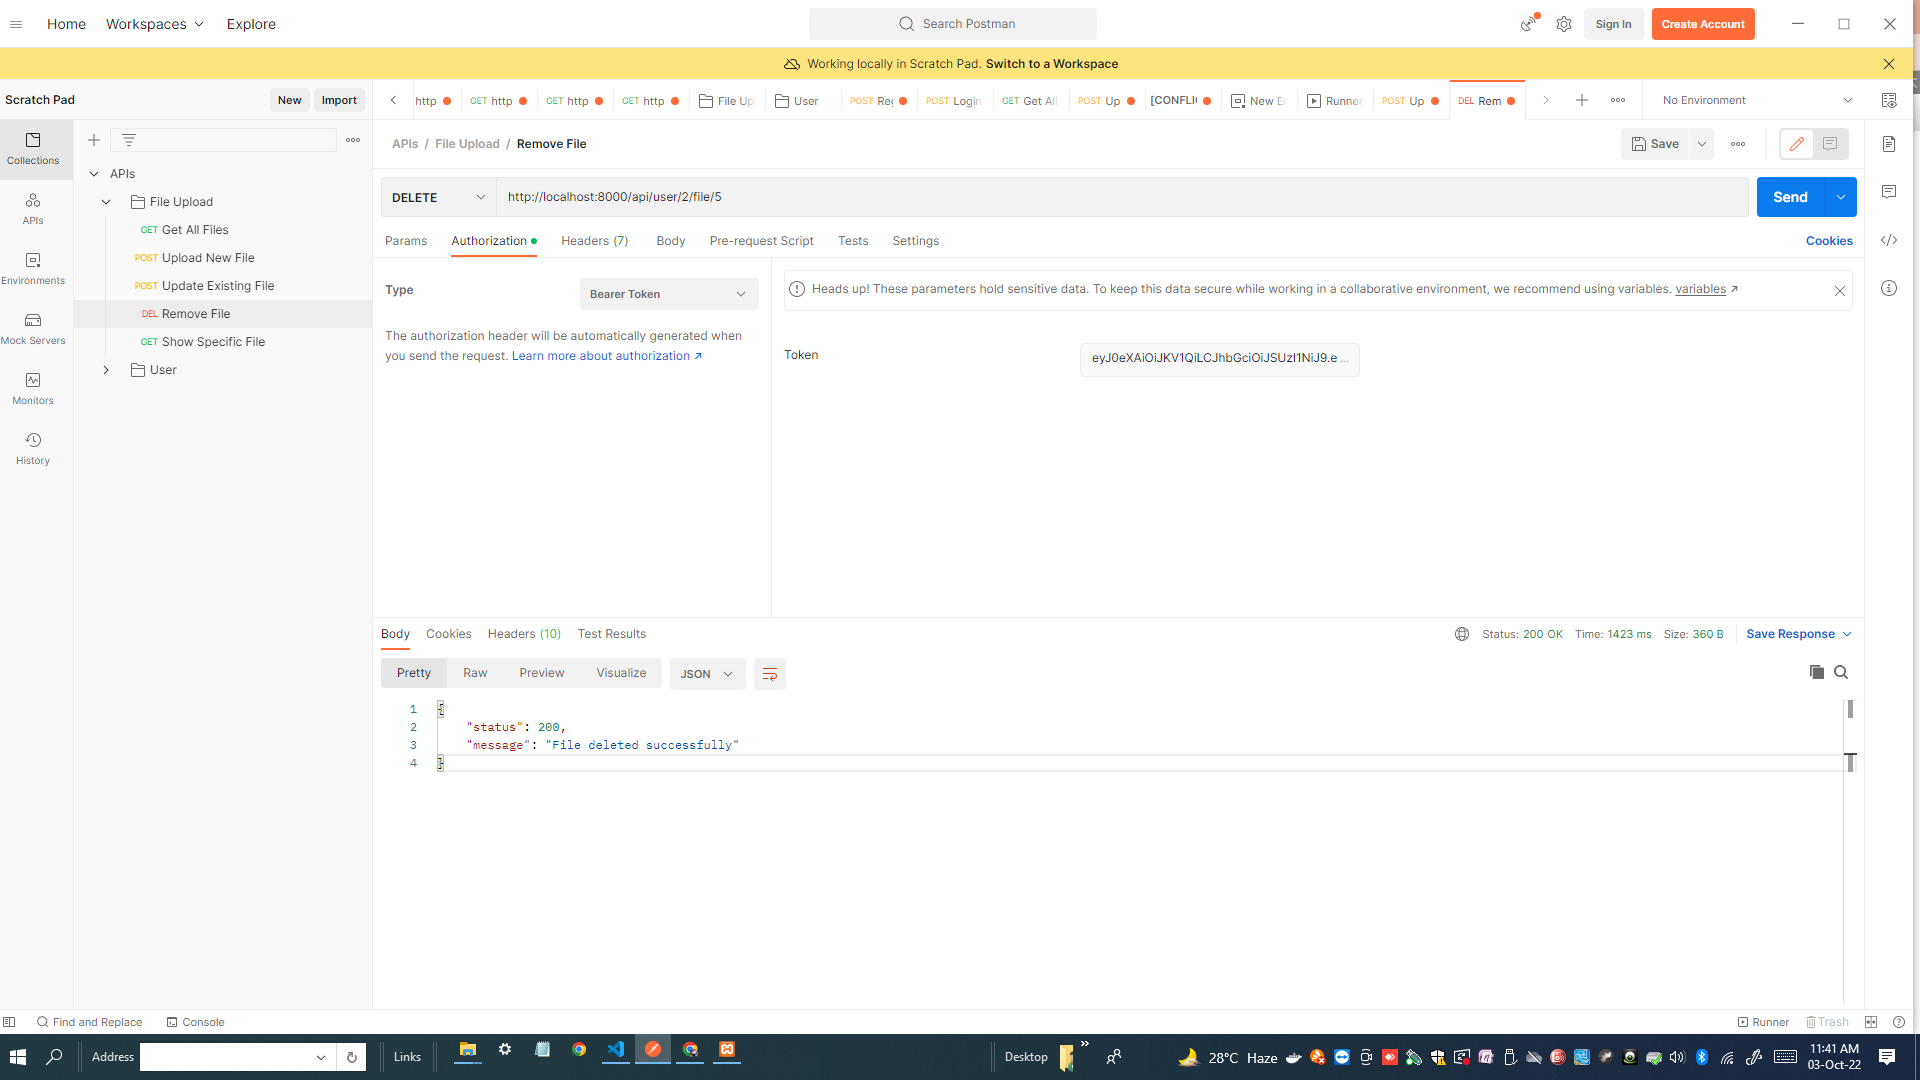 Home Workspaces Explore
Search Postman
Sign In
Create Account
Working locally in Scratch Pad. Switch to a Workspace
Scratch Pad
New
Import
http
GET http
GET http
GET http
File Up
User
POST Reg
POST Login
GET Get All
POST Up
[CONFLIC
New En
Runner
POST Up
DEL Rem
No Environment
Collections
APIs
Environments
Mock Servers
Monitors
History
APIs
File Upload
GET Get All Files
POST Upload New File
POST Update Existing File
DEL Remove File
GET Show Specific File
User
APIs / File Upload / Remove File
Save
DELETE
http://localhost:8000/api/user/2/file/5
Send
Params
Authorization
Headers (7)
Body
Pre-request Script
Tests
Settings
Cookies
Type
Bearer Token
The authorization header will be automatically generated when
you send the request. Learn more about authorization ↗
Heads up! These parameters hold sensitive data. To keep this data secure while working in a collaborative environment, we recommend using variables. variables ↗
Token
eyJ0eXAiOiJKV1QiLCJhbGciOiJSUzI1NiJ9.e ...
Body
Cookies
Headers (10)
Test Results
Status: 200 OK
Time: 1423 ms
Size: 360 B
Save Response
Pretty
Raw
Preview
Visualize
JSON
1 {
2 "status": 200,
3 "message": "File deleted successfully"
4 }
Find and Replace
Console
Runner
Trash
Address
Links
Desktop
28°C Haze
11:41 AM
03-Oct-22